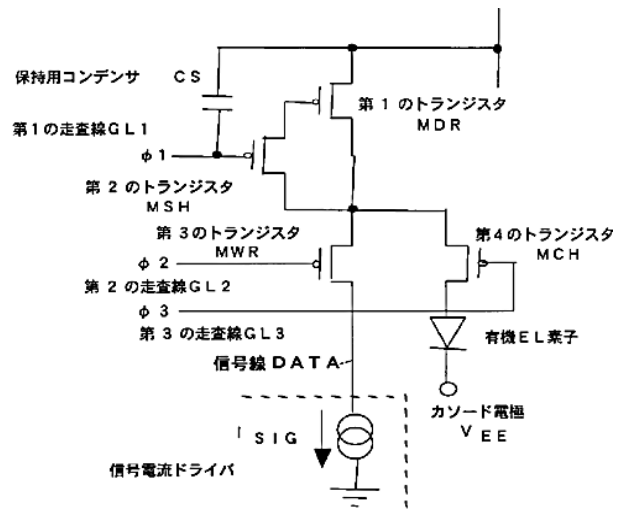 保持用コンデンサ ＣＳ
第１のトランジスタ
ＭＤＲ
第１の走査線ＧＬ１
φ１
第２のトランジスタ
ＭＳＨ
第３のトランジスタ
ＭＷＲ
第４のトランジスタ
ＭＣＨ
φ２
第２の走査線ＧＬ２
φ３
第３の走査線ＧＬ３
有機ＥＬ素子
信号線ＤＡＴＡ
カソード電極
ＶEE
ＩSIG
信号電流ドライバ